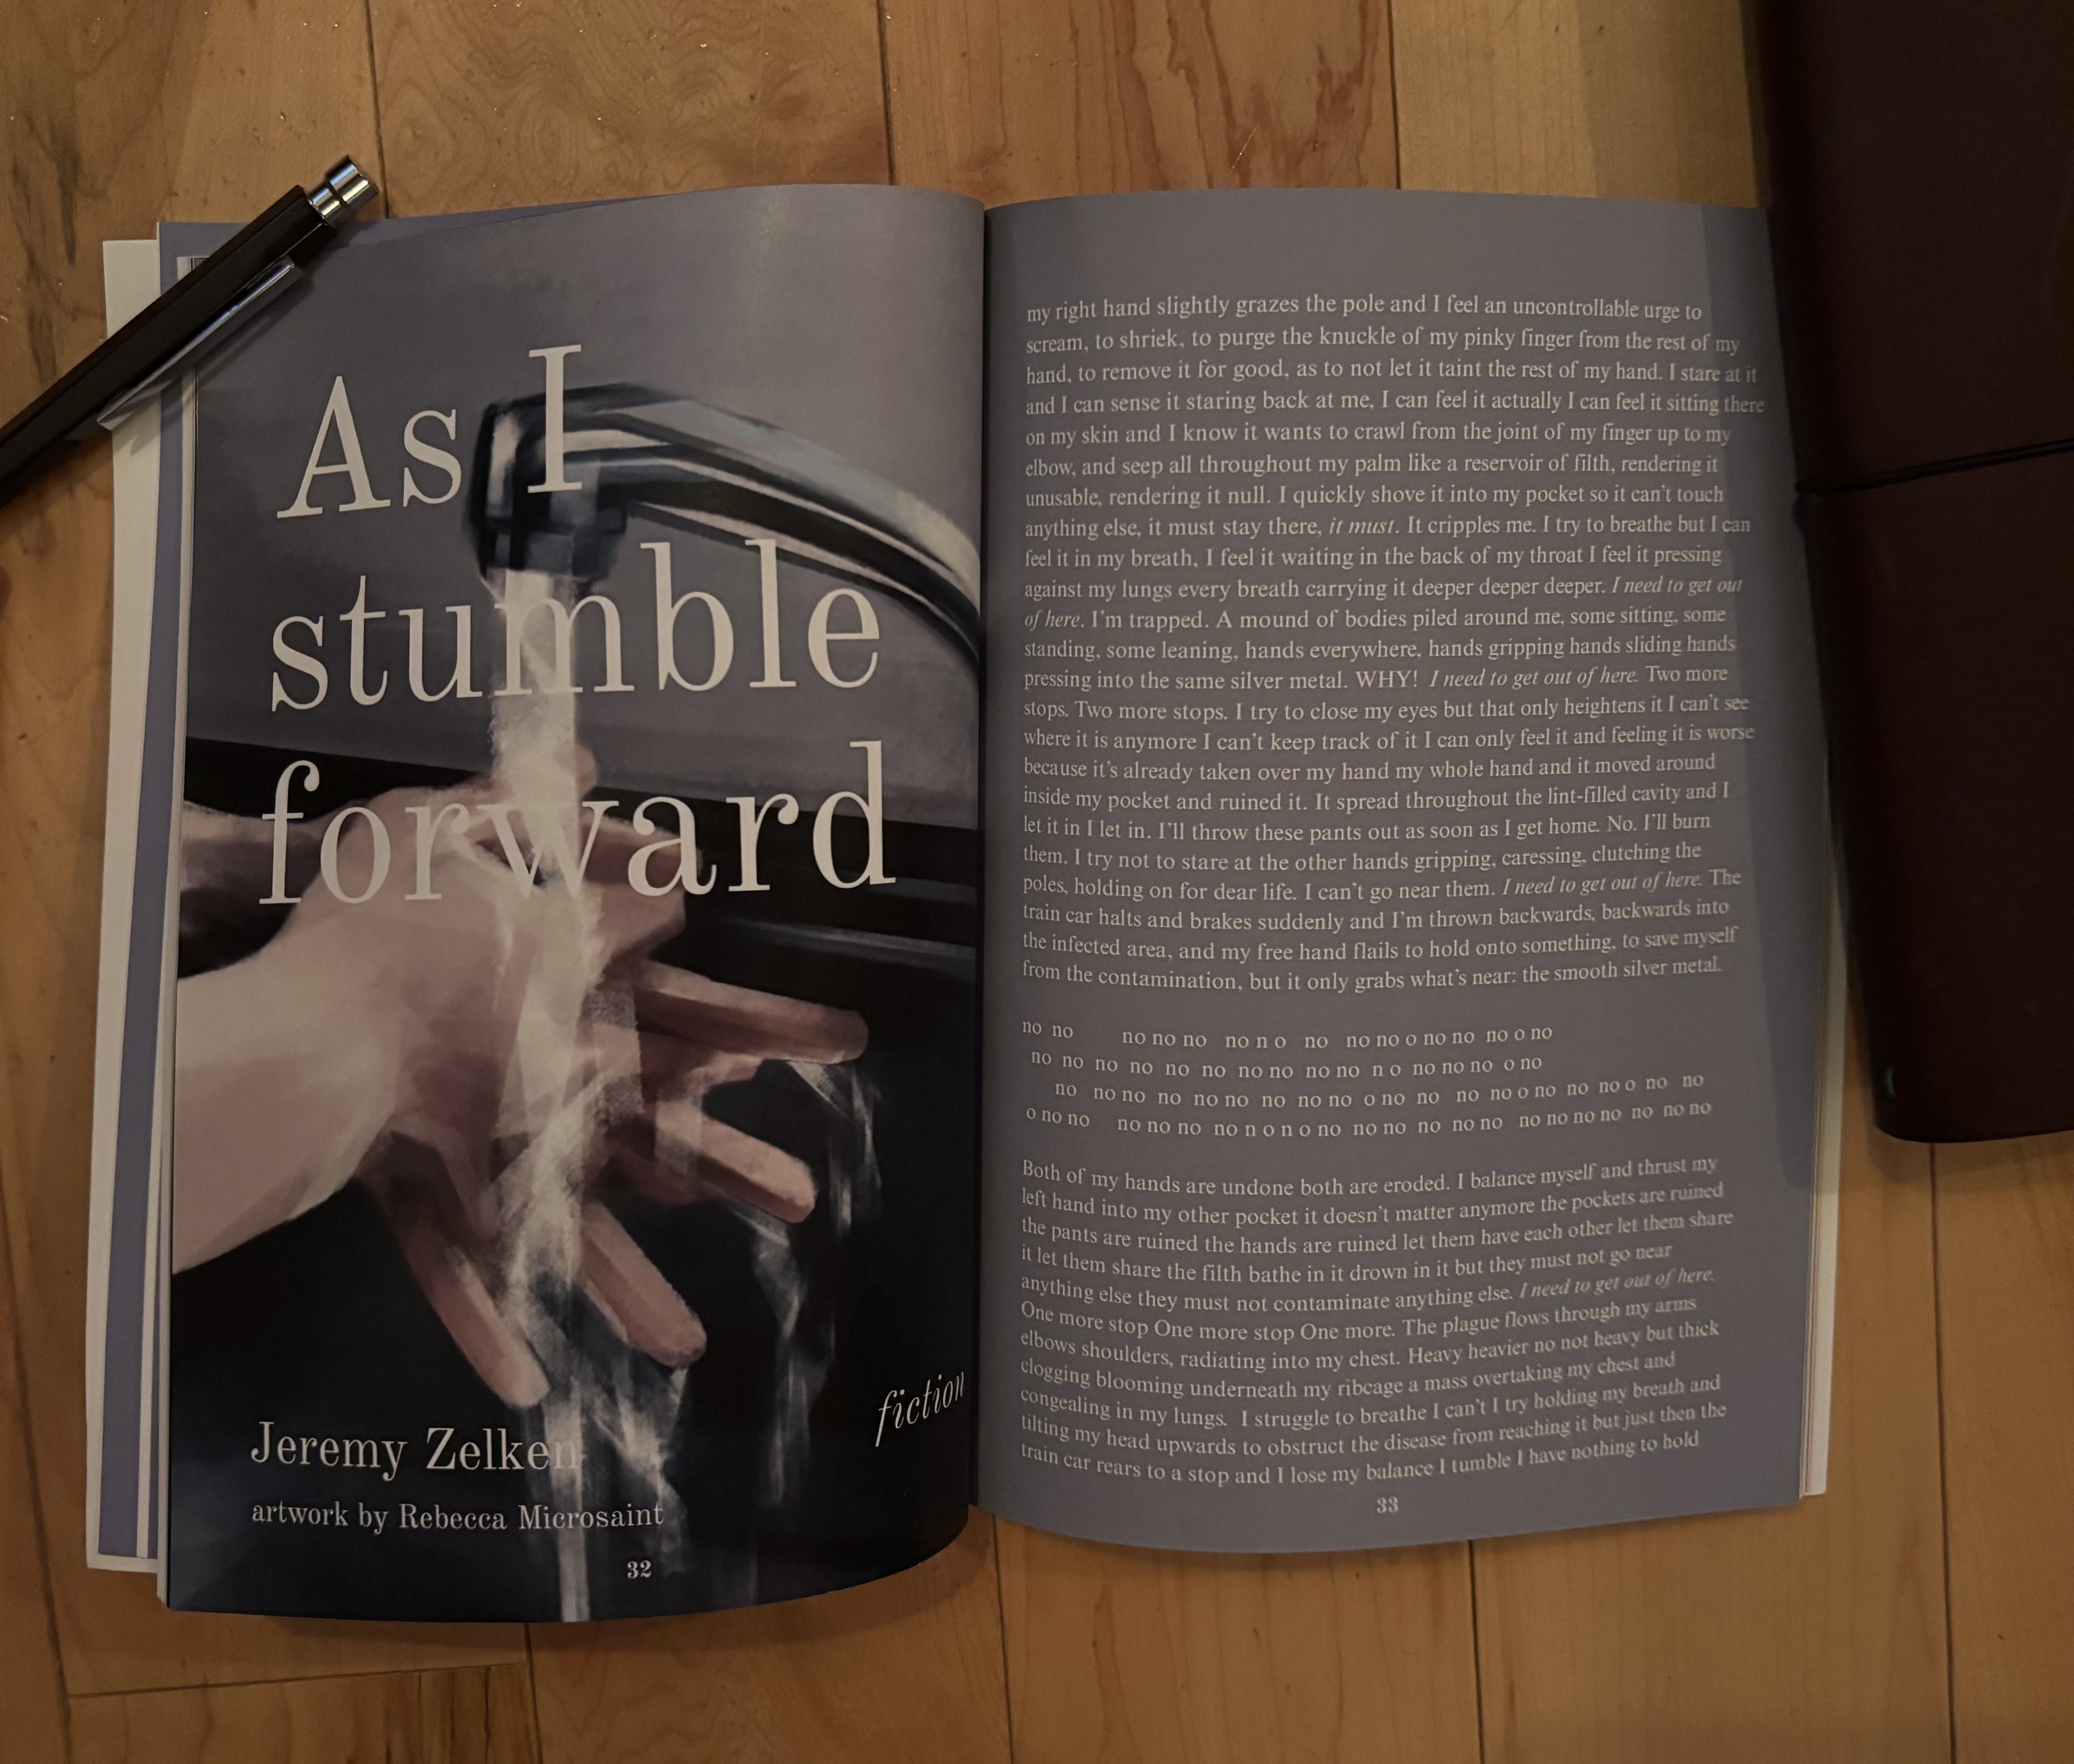 As I
stumble
forward
Jeremy Zelken
artwork by Rebecca Microsaint
fiction
32
my right hand slightly grazes the pole and I feel an uncontrollable urge to
scream, to shriek, to purge the knuckle of my pinky finger from the rest of my
hand, to remove it for good, as to not let it taint the rest of my hand. I stare at it
and I can sense it staring back at me, I can feel it actually I can feel it sitting there
on my skin and I know it wants to crawl from the joint of my finger up to my
elbow, and seep all throughout my palm like a reservoir of filth, rendering it
unusable, rendering it null. I quickly shove it into my pocket so it can't touch
anything else, it must stay there, it must. It cripples me. I try to breathe but I can
feel it in my breath, I feel it waiting in the back of my throat I feel it pressing
against my lungs every breath carrying it deeper deeper deeper. I need to get out
of here. I'm trapped. A mound of bodies piled around me, some sitting, some
standing, some leaning, hands everywhere, hands gripping hands sliding hands
pressing into the same silver metal. WHY! I need to get out of here. Two more
stops. Two more stops. I try to close my eyes but that only heightens it I can't see
where it is anymore I can't keep track of it I can only feel it and feeling it is worse
because it's already taken over my hand my whole hand and it moved around
inside my pocket and ruined it. It spread throughout the lint-filled cavity and I
let it in I let in. I'll throw these pants out as soon as I get home. No. I'll burn
them. I try not to stare at the other hands gripping, caressing, clutching the
poles, holding on for dear life. I can't go near them. I need to get out of here. The
train car halts and brakes suddenly and I'm thrown backwards, backwards into
the infected area, and my free hand flails to hold onto something, to save myself
from the contamination, but it only grabs what's near: the smooth silver metal.
no no no no no no n o no no no o no no no o no
no no no no no no no no no no n o no no no o no
no no no no no no no no no o no no no no o no no no o no no
o no no no no no no n o n o no no no no no no no no no no no no no
Both of my hands are undone both are eroded. I balance myself and thrust my
left hand into my other pocket it doesn't matter anymore the pockets are ruined
the pants are ruined the hands are ruined let them have each other let them share
it let them share the filth bathe in it drown in it but they must not go near
anything else they must not contaminate anything else. I need to get out of here.
One more stop One more stop One more. The plague flows through my arms
elbows shoulders, radiating into my chest. Heavy heavier no not heavy but thick
clogging blooming underneath my ribcage a mass overtaking my chest and
congealing in my lungs. I struggle to breathe I can't I try holding my breath and
tilting my head upwards to obstruct the disease from reaching it but just then the
train car rears to a stop and I lose my balance I tumble I have nothing to hold
33